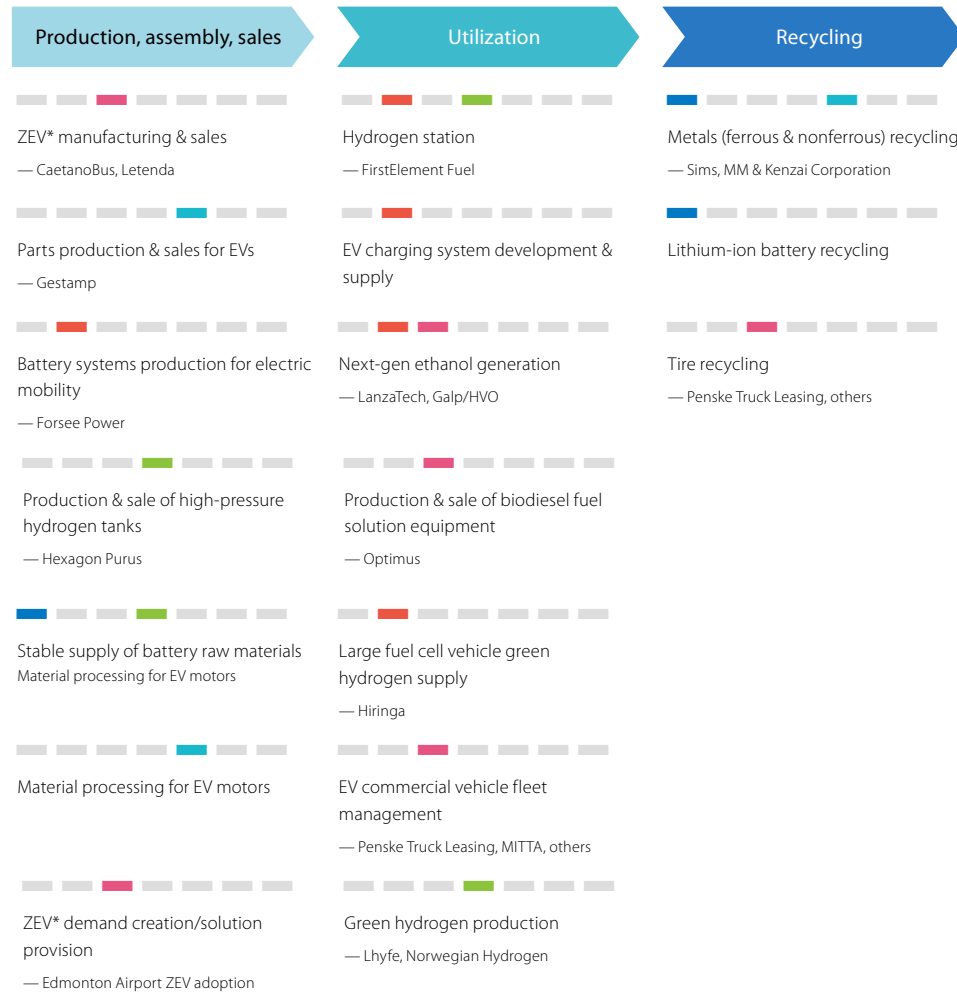 Production, assembly, sales
ZEV* manufacturing & sales
— CaetanoBus, Letenda
Parts production & sales for EVs
— Gestamp
Battery systems production for electric
mobility
— Forsee Power
Production & sale of high-pressure
hydrogen tanks
— Hexagon Purus
Stable supply of battery raw materials
Material processing for EV motors
Material processing for EV motors
ZEV* demand creation/solution
provision
— Edmonton Airport ZEV adoption
Utilization
Hydrogen station
— FirstElement Fuel
EV charging system development &
supply
Next-gen ethanol generation
— LanzaTech, Galp/HVO
Production & sale of biodiesel fuel
solution equipment
— Optimus
Large fuel cell vehicle green
hydrogen supply
— Hiringa
EV commercial vehicle fleet
management
— Penske Truck Leasing, MITTA, others
Green hydrogen production
— Lhyfe, Norwegian Hydrogen
Recycling
Metals (ferrous & nonferrous) recycling
— Sims, MM & Kenzai Corporation
Lithium-ion battery recycling
Tire recycling
— Penske Truck Leasing, others